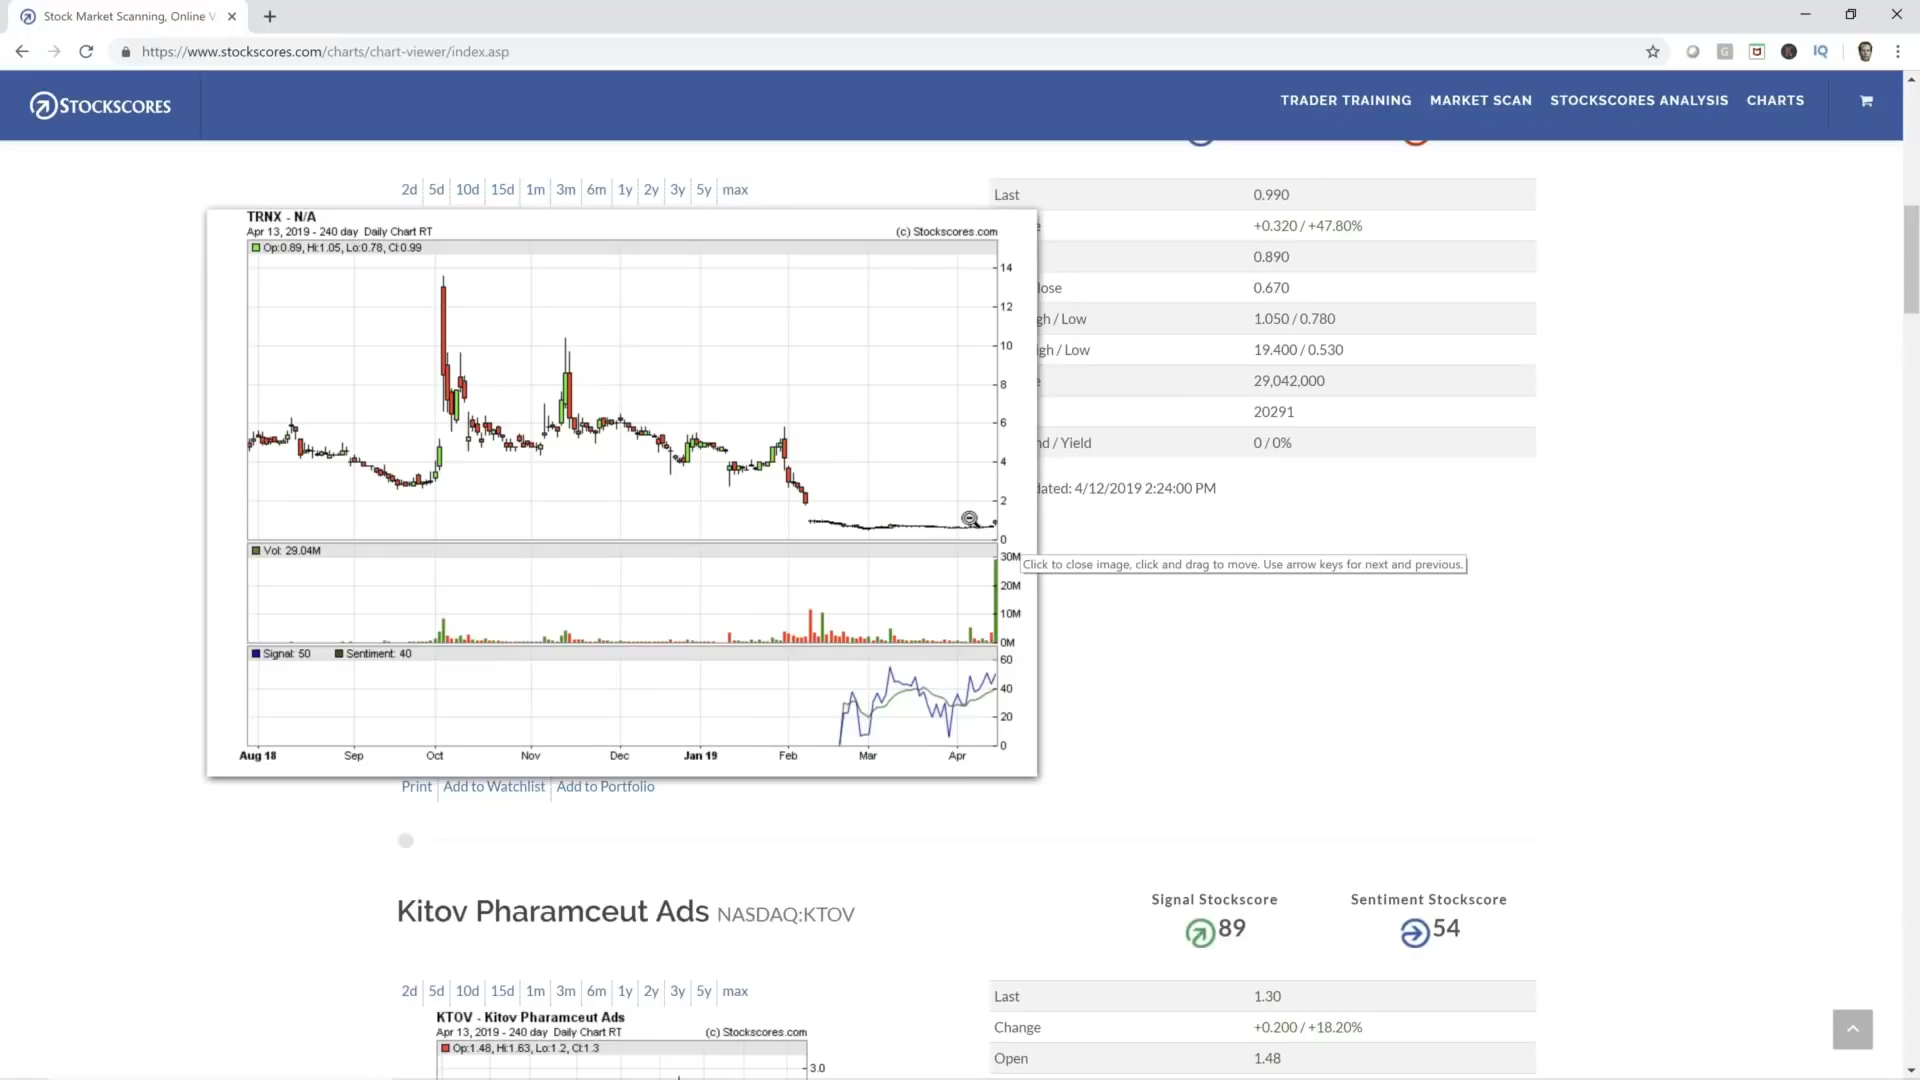 Stock Market Scanning, Online V
https://www.stockscores.com/charts/chart-viewer/index.asp
IQ
STOCKSCORES
TRADER TRAINING MARKET SCAN STOCKSCORES ANALYSIS CHARTS
2d 5d 10d 15d 1m 3m 6m 1y 2y 3y 5y max
TRNX - N/A
Apr 13, 2019 - 240 day Daily Chart RT
(c) Stockscores.com
Op:0.89, Hi:1.05, Lo:0.78, Cl:0.99
14
12
10
8
6
4
2
0
Vol: 29.04M
30M
20M
10M
0M
Signal: 50 Sentiment: 40
60
40
20
0
Aug 18 Sep Oct Nov Dec Jan 19 Feb Mar Apr
Last 0.990
e +0.320 / +47.80%
0.890
lose 0.670
gh / Low 1.050 / 0.780
igh / Low 19.400 / 0.530
e 29,042,000
20291
nd / Yield 0 / 0%
dated: 4/12/2019 2:24:00 PM
Click to close image, click and drag to move. Use arrow keys for next and previous.
Print Add to Watchlist Add to Portfolio
Kitov Pharamceut Ads NASDAQ:KTOV
Signal Stockscore
89
Sentiment Stockscore
54
2d 5d 10d 15d 1m 3m 6m 1y 2y 3y 5y max
KTOV - Kitov Pharamceut Ads
Apr 13, 2019 - 240 day Daily Chart RT
(c) Stockscores.com
Op:1.48, Hi:1.63, Lo:1.2, Cl:1.3
3.0
Last 1.30
Change +0.200 / +18.20%
Open 1.48